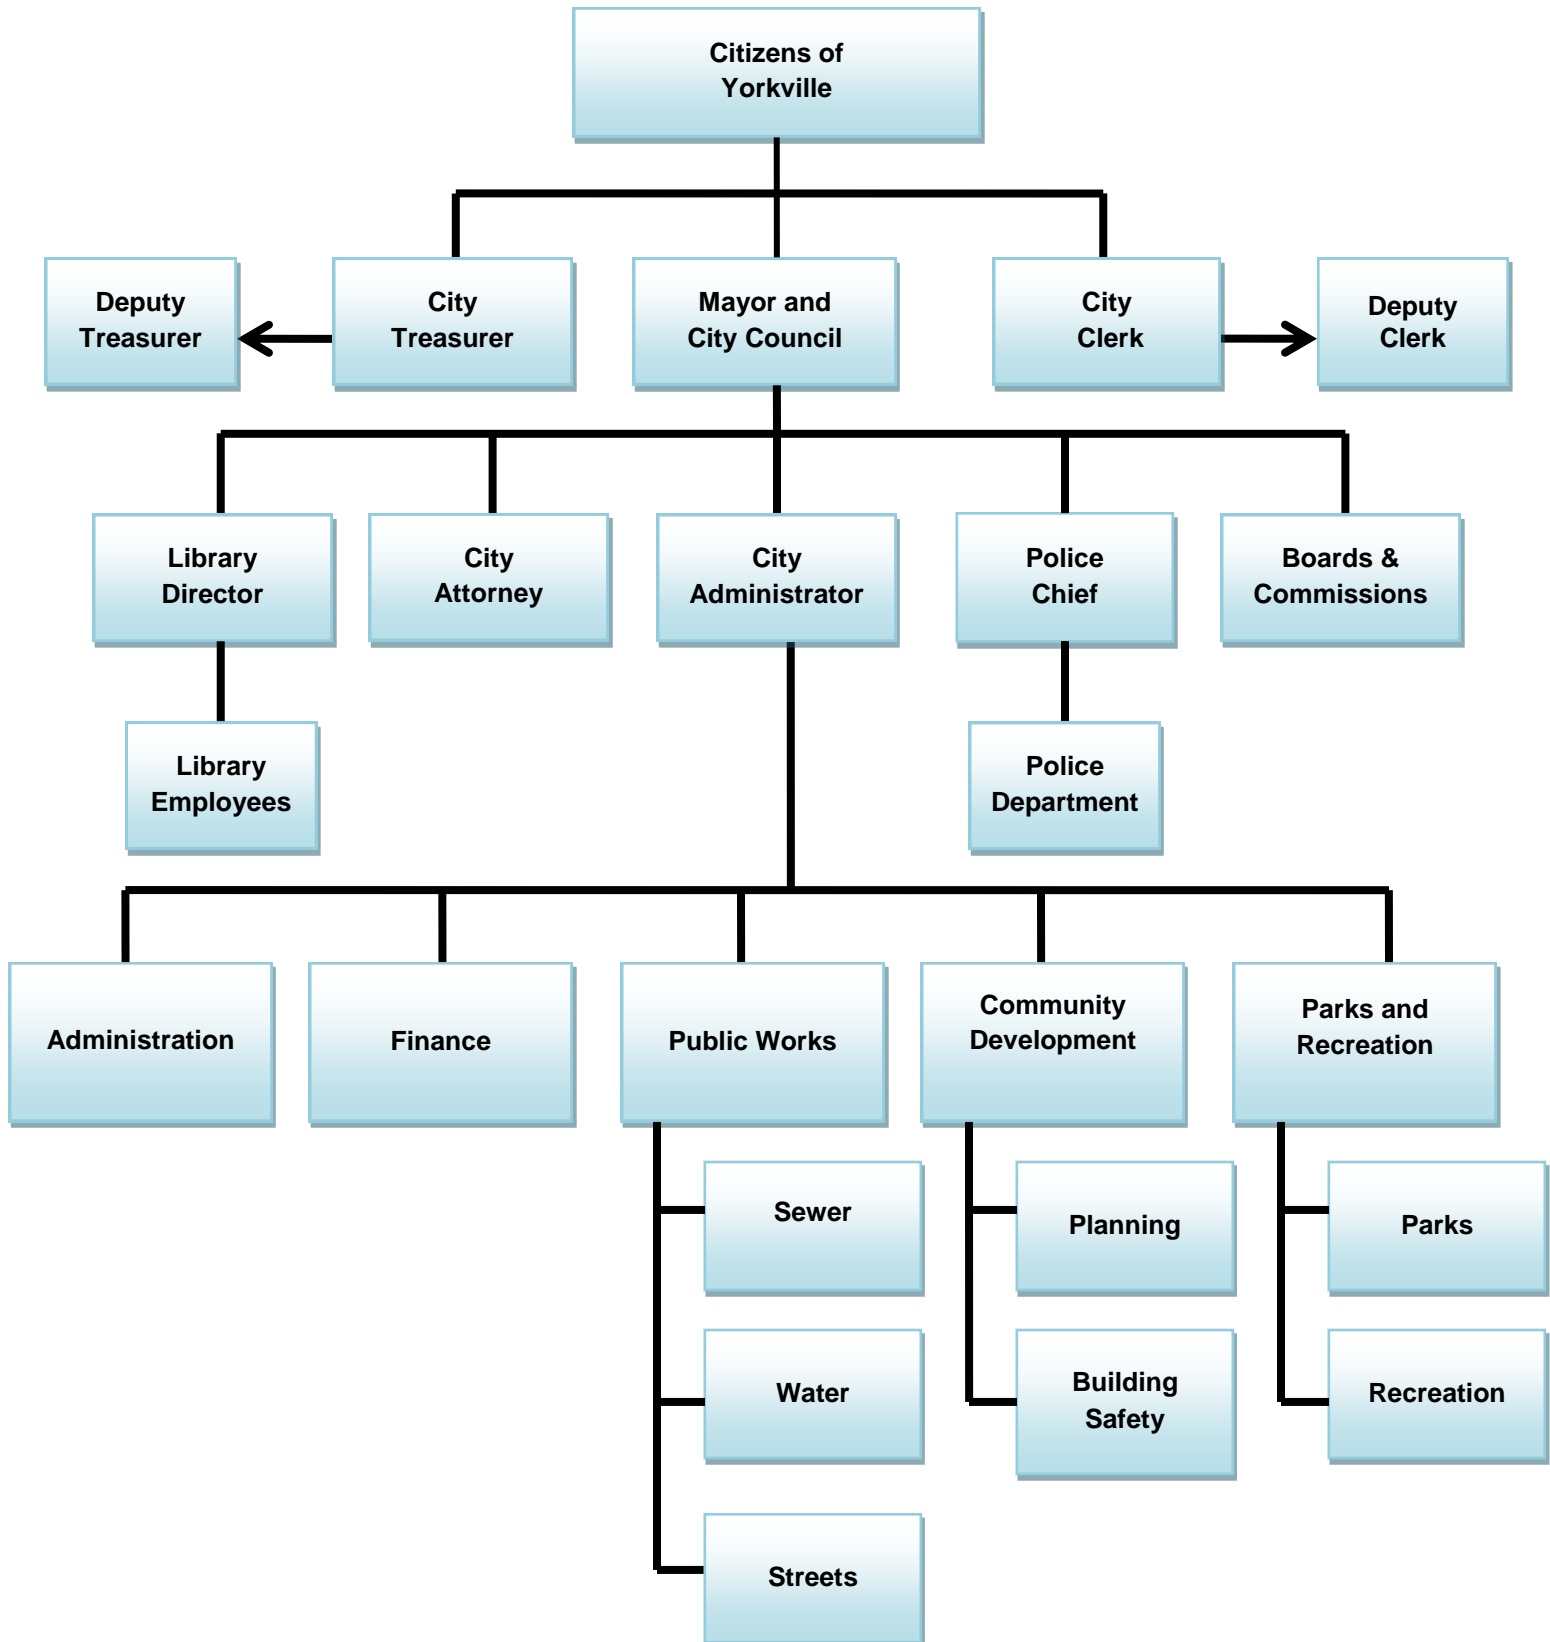 Citizens of
Yorkville
Deputy
Treasurer
City
Treasurer
Mayor and
City Council
City
Clerk
Deputy
Clerk
Library
Director
City
Attorney
City
Administrator
Police
Chief
Boards &
Commissions
Library
Employees
Police
Department
Administration
Finance
Public Works
Community
Development
Parks and
Recreation
Sewer
Planning
Parks
Water
Building
Safety
Recreation
Streets